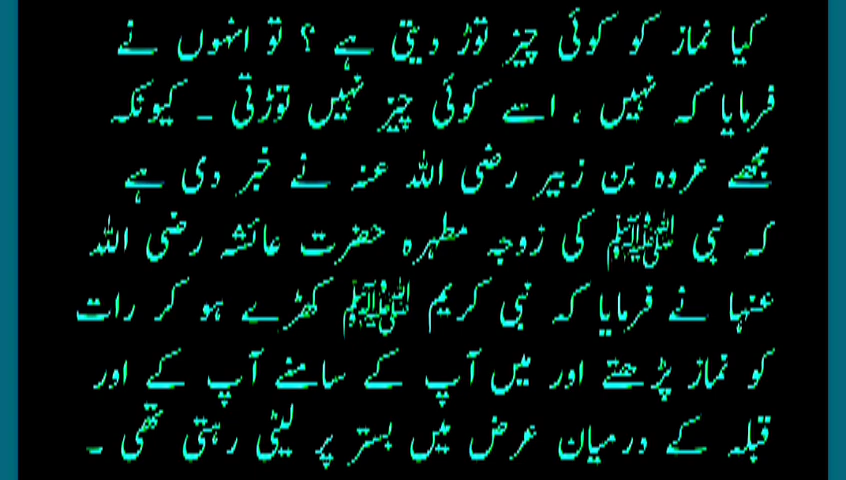 کیا نماز کو کوئی چیز توڑ دیتی ہے ؟ تو انہوں نے
فرمایا کہ نہیں ، اسے کوئی چیز نہیں توڑتی ۔ کیونکہ
مجھے عروہ بن زبیر رضی اللہ عنہ نے خبر دی ہے
کہ نبی ﷺ کی زوجہ مطہرہ حضرت عائشہ رضی اللہ
عنہا نے فرمایا کہ نبی کریم ﷺ کھڑے ہو کر رات
کو نماز پڑھتے اور میں آپ کے سامنے آپ کے اور
قبلہ کے درمیان عرض میں بستر پر لیٹی رہتی تھی ۔